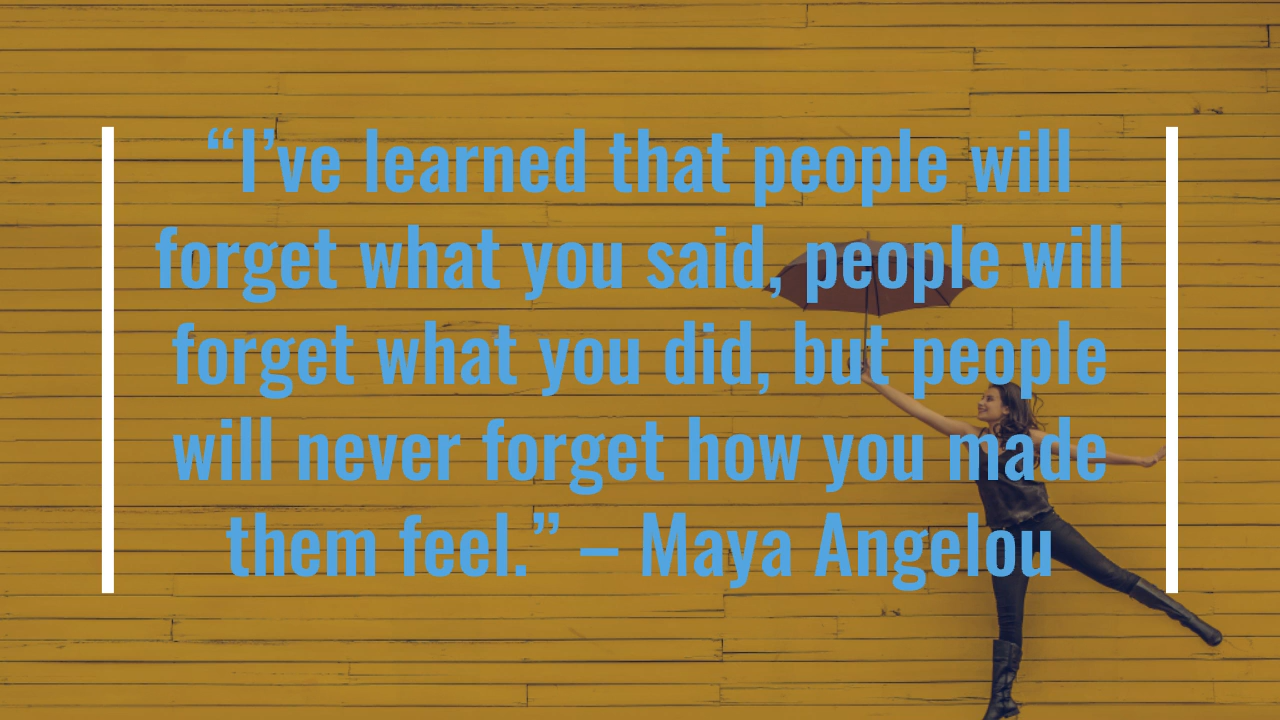 “I’ve learned that people will
forget what you said, people will
forget what you did, but people
will never forget how you made
them feel.” – Maya Angelou